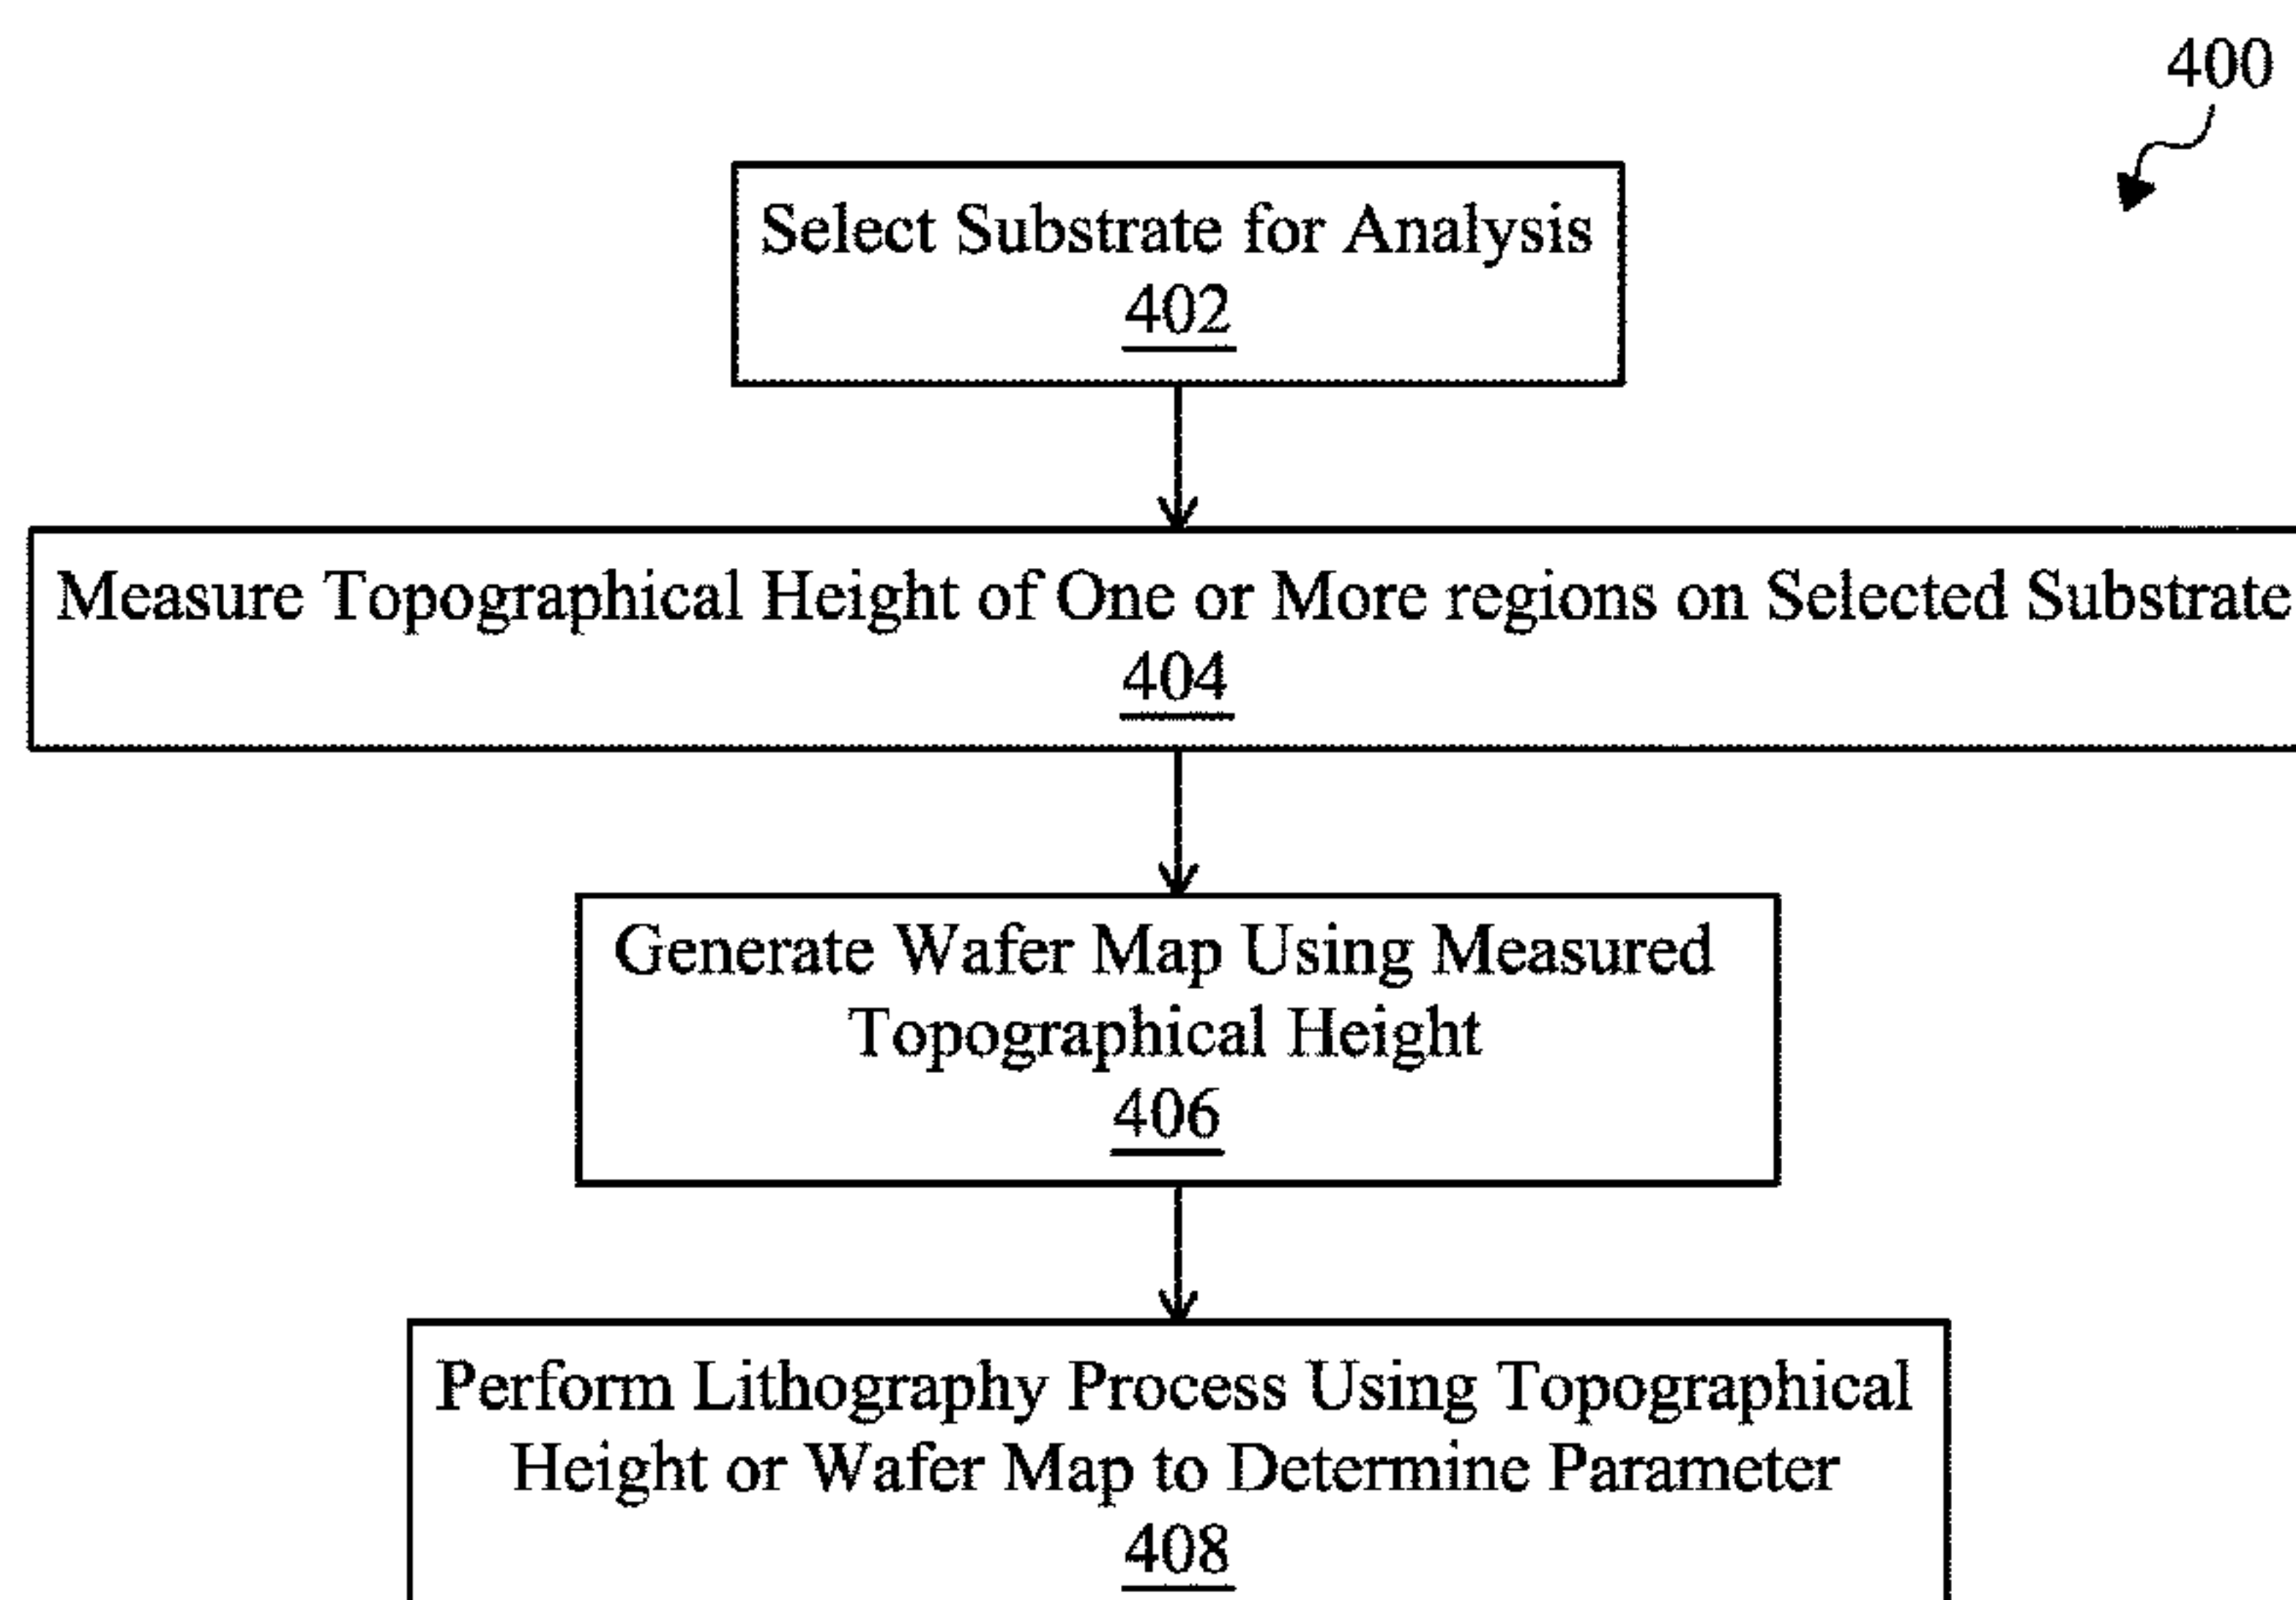 400
Select Substrate for Analysis
402
Measure Topographical Height of One or More regions on Selected Substrate
404
Generate Wafer Map Using Measured
Topographical Height
406
Perform Lithography Process Using Topographical
Height or Wafer Map to Determine Parameter
408